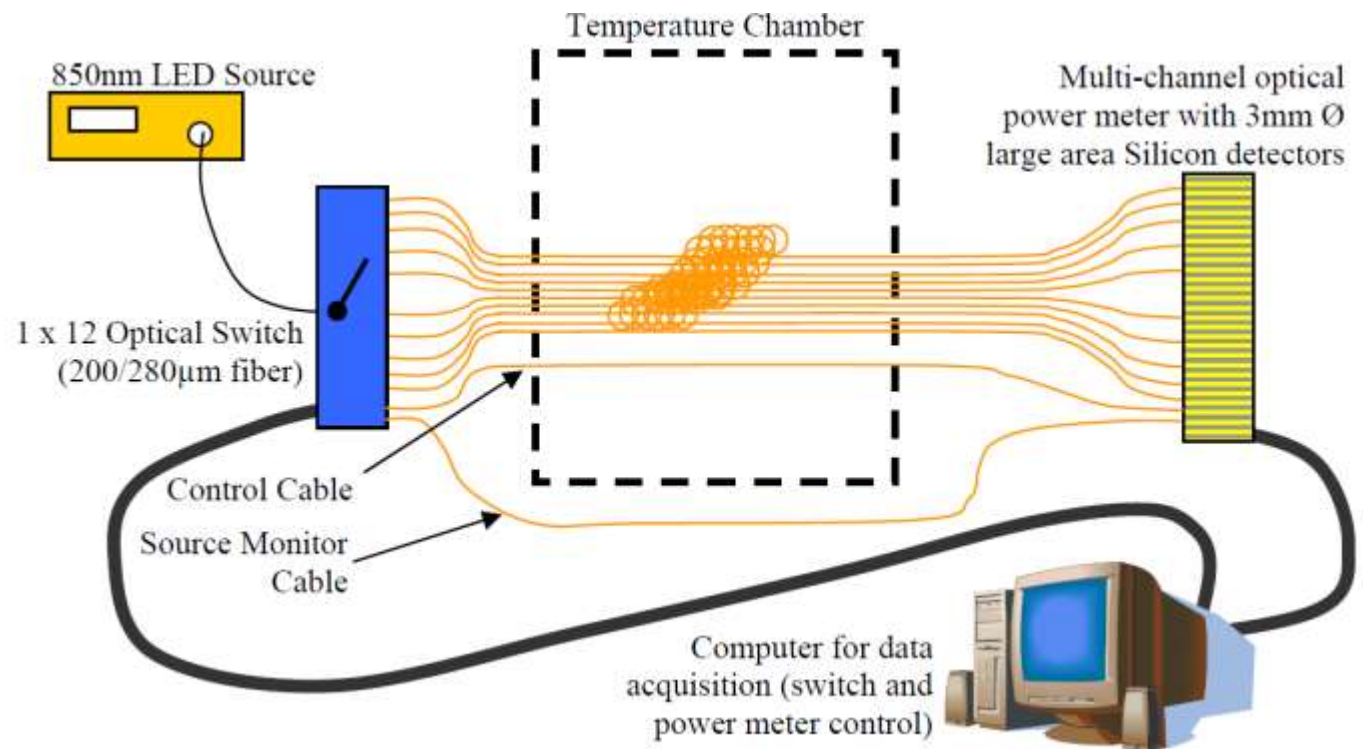 Temperature Chamber
850nm LED Source
Multi-channel optical
power meter with 3mm Ø
large area Silicon detectors
1 x 12 Optical Switch
(200/280µm fiber)
Control Cable
Source Monitor
Cable
Computer for data
acquisition (switch and
power meter control)